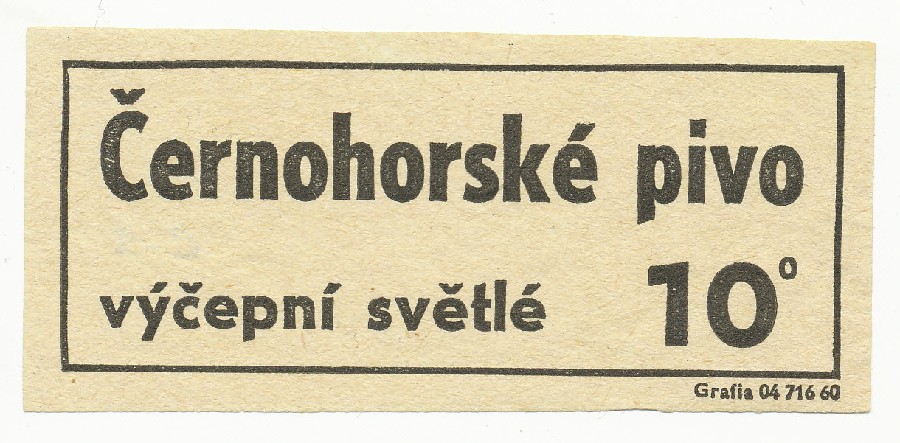 Černohorské pivo
výčepní světlé 10°
Grafia 04 716 60